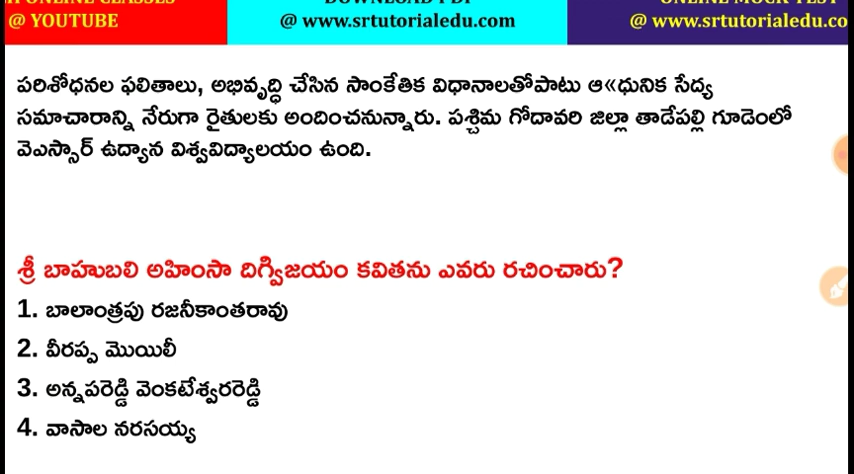 @ YOUTUBE
@ www.srtutorialedu.com
@ www.srtutorialedu.co
పరిశోధనల ఫలితాలు, అభివృద్ధి చేసిన సాంకేతిక విధానాలతోపాటు ఆ«ధునిక సేద్య
సమాచారాన్ని నేరుగా రైతులకు అందించనున్నారు. పశ్చిమ గోదావరి జిల్లా తాడేపల్లి గూడెంలో
వైఎస్సార్ ఉద్యాన విశ్వవిద్యాలయం ఉంది.
శ్రీ బాహుబలి అహింసా దిగ్విజయం కవితను ఎవరు రచించారు?
1. బాలాంత్రపు రజనీకాంతరావు
2. వీరప్ప మొయిలీ
3. అన్నపరెడ్డి వెంకటేశ్వరరెడ్డి
4. వాసాల నరసయ్య